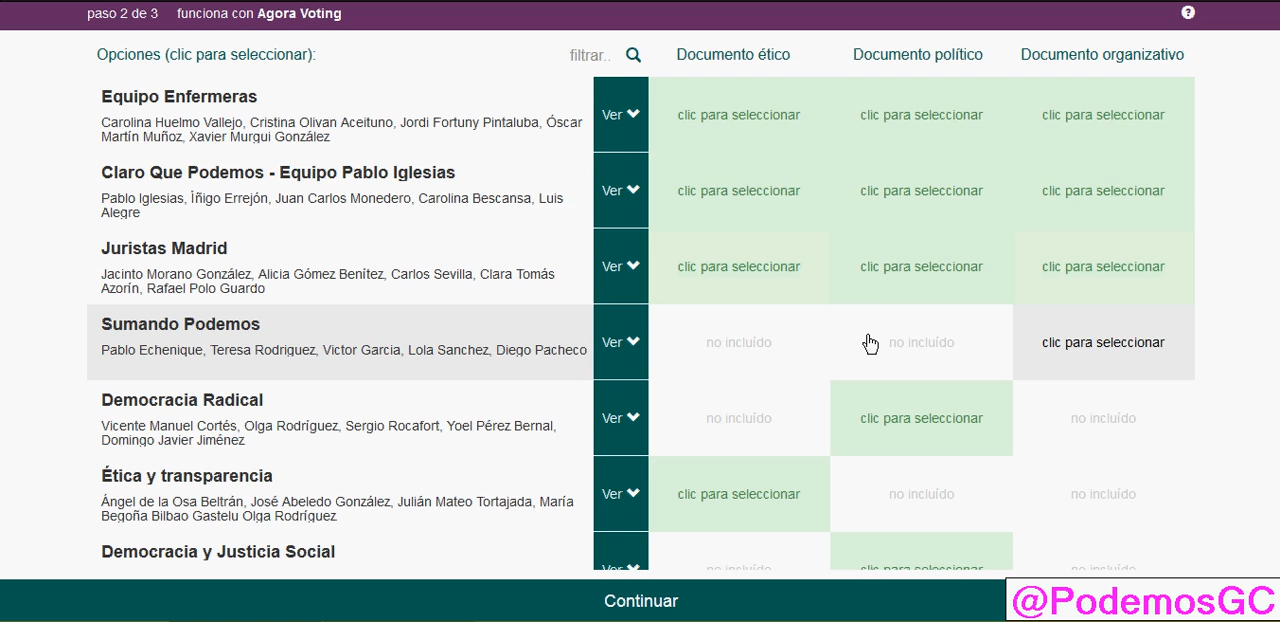 paso 2 de 3 funciona con Agora Voting
Opciones (clic para seleccionar): filtrar.. Documento ético Documento político Documento organizativo
Equipo Enfermeras
Carolina Huelmo Vallejo, Cristina Olivan Aceituno, Jordi Fortuny Pintaluba, Óscar
Martín Muñoz, Xavier Murgui González
Ver clic para seleccionar clic para seleccionar clic para seleccionar
Claro Que Podemos - Equipo Pablo Iglesias
Pablo Iglesias, Íñigo Errejón, Juan Carlos Monedero, Carolina Bescansa, Luis
Alegre
Ver clic para seleccionar clic para seleccionar clic para seleccionar
Juristas Madrid
Jacinto Morano González, Alicia Gómez Benítez, Carlos Sevilla, Clara Tomás
Azorín, Rafael Polo Guardo
Ver clic para seleccionar clic para seleccionar clic para seleccionar
Sumando Podemos
Pablo Echenique, Teresa Rodriguez, Victor Garcia, Lola Sanchez, Diego Pacheco
Ver no incluído no incluído clic para seleccionar
Democracia Radical
Vicente Manuel Cortés, Olga Rodríguez, Sergio Rocafort, Yoel Pérez Bernal,
Domingo Javier Jiménez
Ver no incluído clic para seleccionar no incluído
Ética y transparencia
Ángel de la Osa Beltrán, José Abeledo González, Julián Mateo Tortajada, María
Begoña Bilbao Gastelu Olga Rodríguez
Ver clic para seleccionar no incluído no incluído
Democracia y Justicia Social
Ver no incluído clic para seleccionar no incluído
Continuar
@PodemosGC